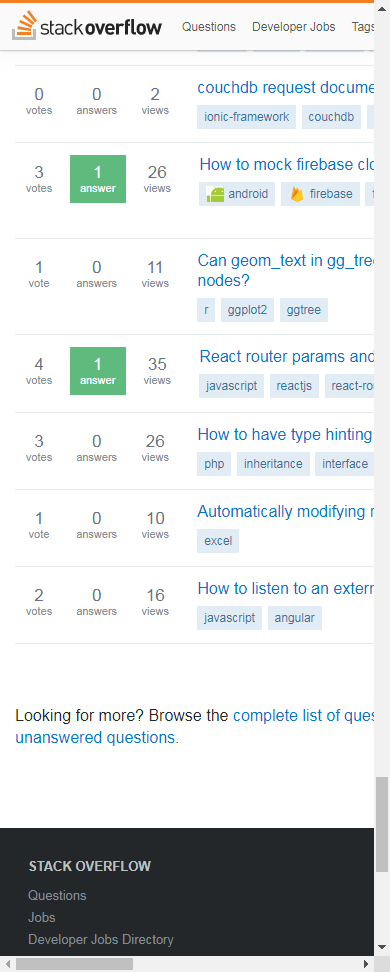 stackoverflow Questions Developer Jobs Tags
0 0 2 couchdb request docume
votes answers views
ionic-framework couchdb
3 1 26 How to mock firebase clo
votes answer views
android firebase
1 0 11 Can geom_text in gg_tree
vote answers views nodes?
r ggplot2 ggtree
4 1 35 React router params and
votes answer views
javascript reactjs react-rou
3 0 26 How to have type hinting
votes answers views
php inheritance interface
1 0 10 Automatically modifying
vote answers views
excel
2 0 16 How to listen to an extern
votes answers views
javascript angular
Looking for more? Browse the complete list of ques
unanswered questions.
STACK OVERFLOW
Questions
Jobs
Developer Jobs Directory